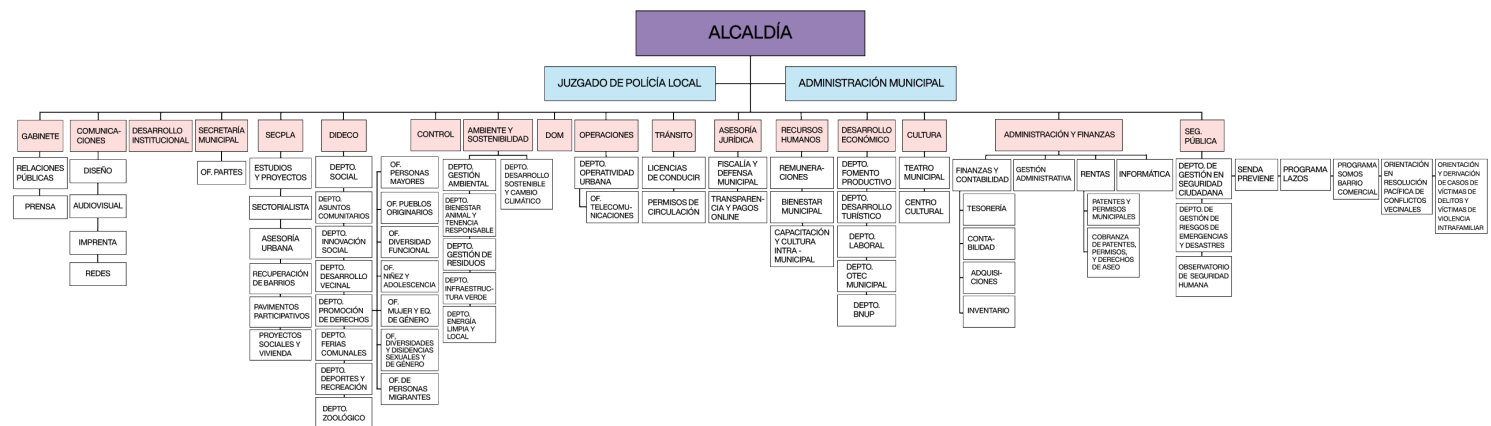 ALCALDÍA
JUZGADO DE POLÍCÍA LOCAL
ADMINISTRACIÓN MUNICIPAL
GABINETE
RELACIONES
PÚBLICAS
PRENSA
COMUNICA-
CIONES
DISEÑO
AUDIOVISUAL
IMPRENTA
REDES
DESARROLLO
INSTITUCIONAL
SECRETARÍA
MUNICIPAL
OF. PARTES
SECPLA
ESTUDIOS
Y PROYECTOS
SECTORIALISTA
ASESORÍA
URBANA
RECUPERACIÓN
DE BARRIOS
PAVIMENTOS
PARTICIPATIVOS
PROYECTOS
SOCIALES Y
VIVIENDA
DIDECO
DEPTO.
SOCIAL
DEPTO.
ASUNTOS
COMUNITARIOS
DEPTO.
INNOVACIÓN
SOCIAL
DEPTO.
DESARROLLO
VECINAL
DEPTO.
PROMOCIÓN
DE DERECHOS
DEPTO.
FERIAS
COMUNALES
DEPTO.
DEPORTES Y
RECREACIÓN
DEPTO.
ZOOLÓGICO
OF.
PERSONAS
MAYORES
OF. PUEBLOS
ORIGINARIOS
OF.
DIVERSIDAD
FUNCIONAL
OF.
NIÑEZ Y
ADOLESCENCIA
OF.
MUJER Y EQ.
DE GÉNERO
OF,
DIVERSIDADES
Y DISIDENCIAS
SEXUALES Y
DE GÉNERO
OF. DE
PERSONAS
MIGRANTES
CONTROL
AMBIENTE Y
SOSTENIBILIDAD
DEPTO.
GESTIÓN
AMBIENTAL
DEPTO.
BIENESTAR
ANIMAL Y
TENENCIA
RESPONSABLE
DEPTO.
GESTIÓN DE
RESIDUOS
DEPTO.
INFRAESTRUC-
TURA VERDE
DEPTO,
ENERGÍA
LIMPIA Y
LOCAL
DEPTO.
DESARROLLO
SOSTENIBLE
Y CAMBIO
CLIMÁTICO
DOM
OPERACIONES
DEPTO.
OPERATIVIDAD
URBANA
OF.
TELECOMU-
NICACIONES
TRÁNSITO
LICENCIAS
DE CONDUCIR
PERMISOS DE
CIRCULACIÓN
ASESORÍA
JURÍDICA
FISCALÍA Y
DEFENSA
MUNICIPAL
TRANSPAREN-
CIA Y PAGOS
ONLINE
RECURSOS
HUMANOS
REMUNERA-
CIONES
BIENESTAR
MUNICIPAL
CAPACITACIÓN
Y CULTURA
INTRA -
MUNICIPAL
DESARROLLO
ECONÓMICO
DEPTO.
FOMENTO
PRODUCTIVO
DEPTO.
DESARROLLO
TURÍSTICO
DEPTO.
LABORAL
DEPTO.
OTEC
MUNICIPAL
DEPTO.
BNUP
CULTURA
TEATRO
MUNICIPAL
CENTRO
CULTURAL
ADMINISTRACIÓN Y FINANZAS
FINANZAS Y
CONTABILIDAD
TESORERÍA
CONTA-
BILIDAD
ADQUISI-
CIONES
INVENTARIO
GESTIÓN
ADMINISTRATIVA
RENTAS
PATENTES Y
PERMISOS
MUNICIPALES
COBRANZA
DE PATENTES,
PERMISOS,
Y DERECHOS
DE ASEO
INFORMÁTICA
SEG.
PÚBLICA
DEPTO. DE
GESTIÓN EN
SEGURIDAD
CIUDADANA
DEPTO. DE
GESTIÓN DE
RIESGOS DE
EMERGENCIAS
Y DESASTRES
OBSERVATORIO
DE SEGURIDAD
HUMANA
SENDA
PREVIENE
PROGRAMA
LAZOS
PROGRAMA
SOMOS
BARRIO
COMERCIAL
ORIENTACIÓN
EN
RESOLUCIÓN
PACÍFICA DE
CONFLICTOS
VECINALES
ORIENTACIÓN
Y DERIVACIÓN
DE CASOS DE
VÍCTIMAS DE
DELITOS Y
VÍCTIMAS DE
VIOLENCIA
INTRAFAMILIAR